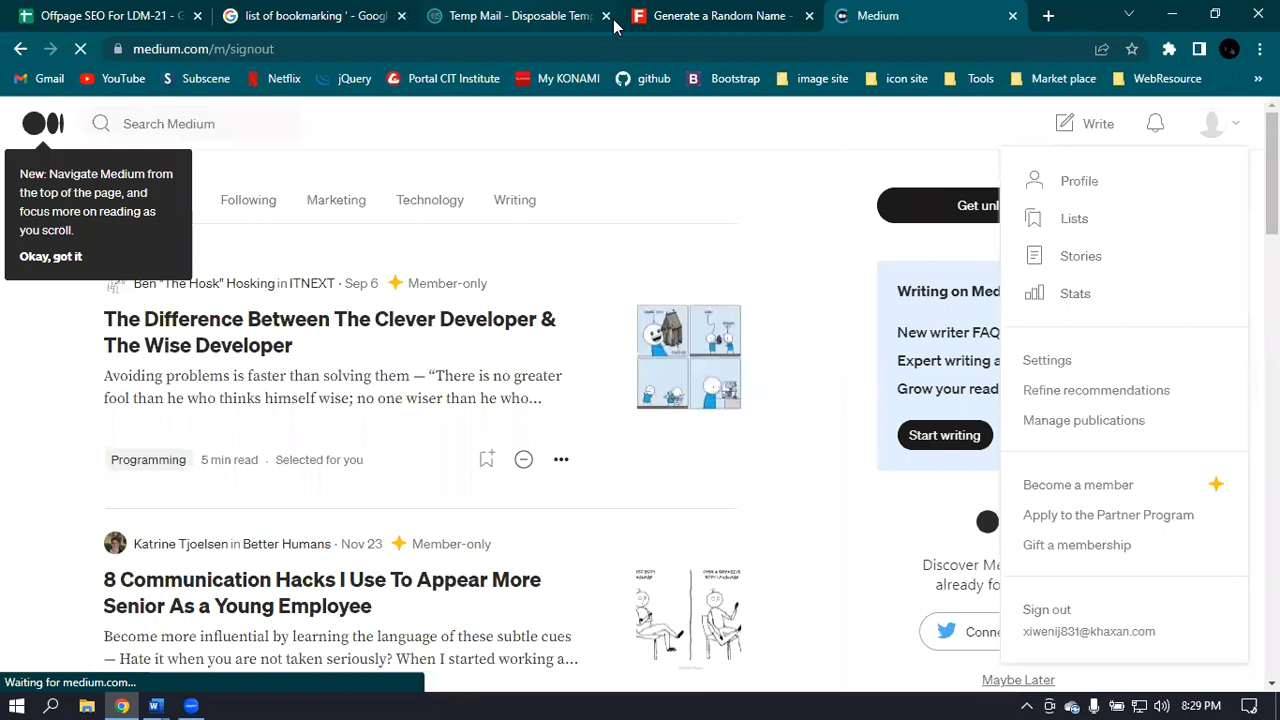 Offpage SEO For LDM-21 - G
list of bookmarking ' - Googl
Temp Mail - Disposable Temp
Generate a Random Name -
Medium
medium.com/m/signout
Gmail
YouTube
Subscene
Netflix
jQuery
Portal CIT Institute
My KONAMI
github
Bootstrap
image site
icon site
Tools
Market place
WebResource
»
Search Medium
Write
New: Navigate Medium from
the top of the page, and
focus more on reading as
you scroll.
Okay, got it
Following
Marketing
Technology
Writing
Ben "The Hosk" Hosking in ITNEXT · Sep 6
Member-only
The Difference Between The Clever Developer &
The Wise Developer
Avoiding problems is faster than solving them — “There is no greater
fool than he who thinks himself wise; no one wiser than he who...
Programming
5 min read · Selected for you
Katrine Tjoelsen in Better Humans · Nov 23
Member-only
8 Communication Hacks I Use To Appear More
Senior As a Young Employee
Become more influential by learning the language of these subtle cues
— Hate it when you are not taken seriously? When I started working a...
Get unl
Writing on Med
New writer FAQ
Expert writing a
Grow your read
Start writing
Discover Me
already fo
Conne
Maybe Later
Profile
Lists
Stories
Stats
Settings
Refine recommendations
Manage publications
Become a member
Apply to the Partner Program
Gift a membership
Sign out
xiwenij831@khaxan.com
Waiting for medium.com...
8:29 PM